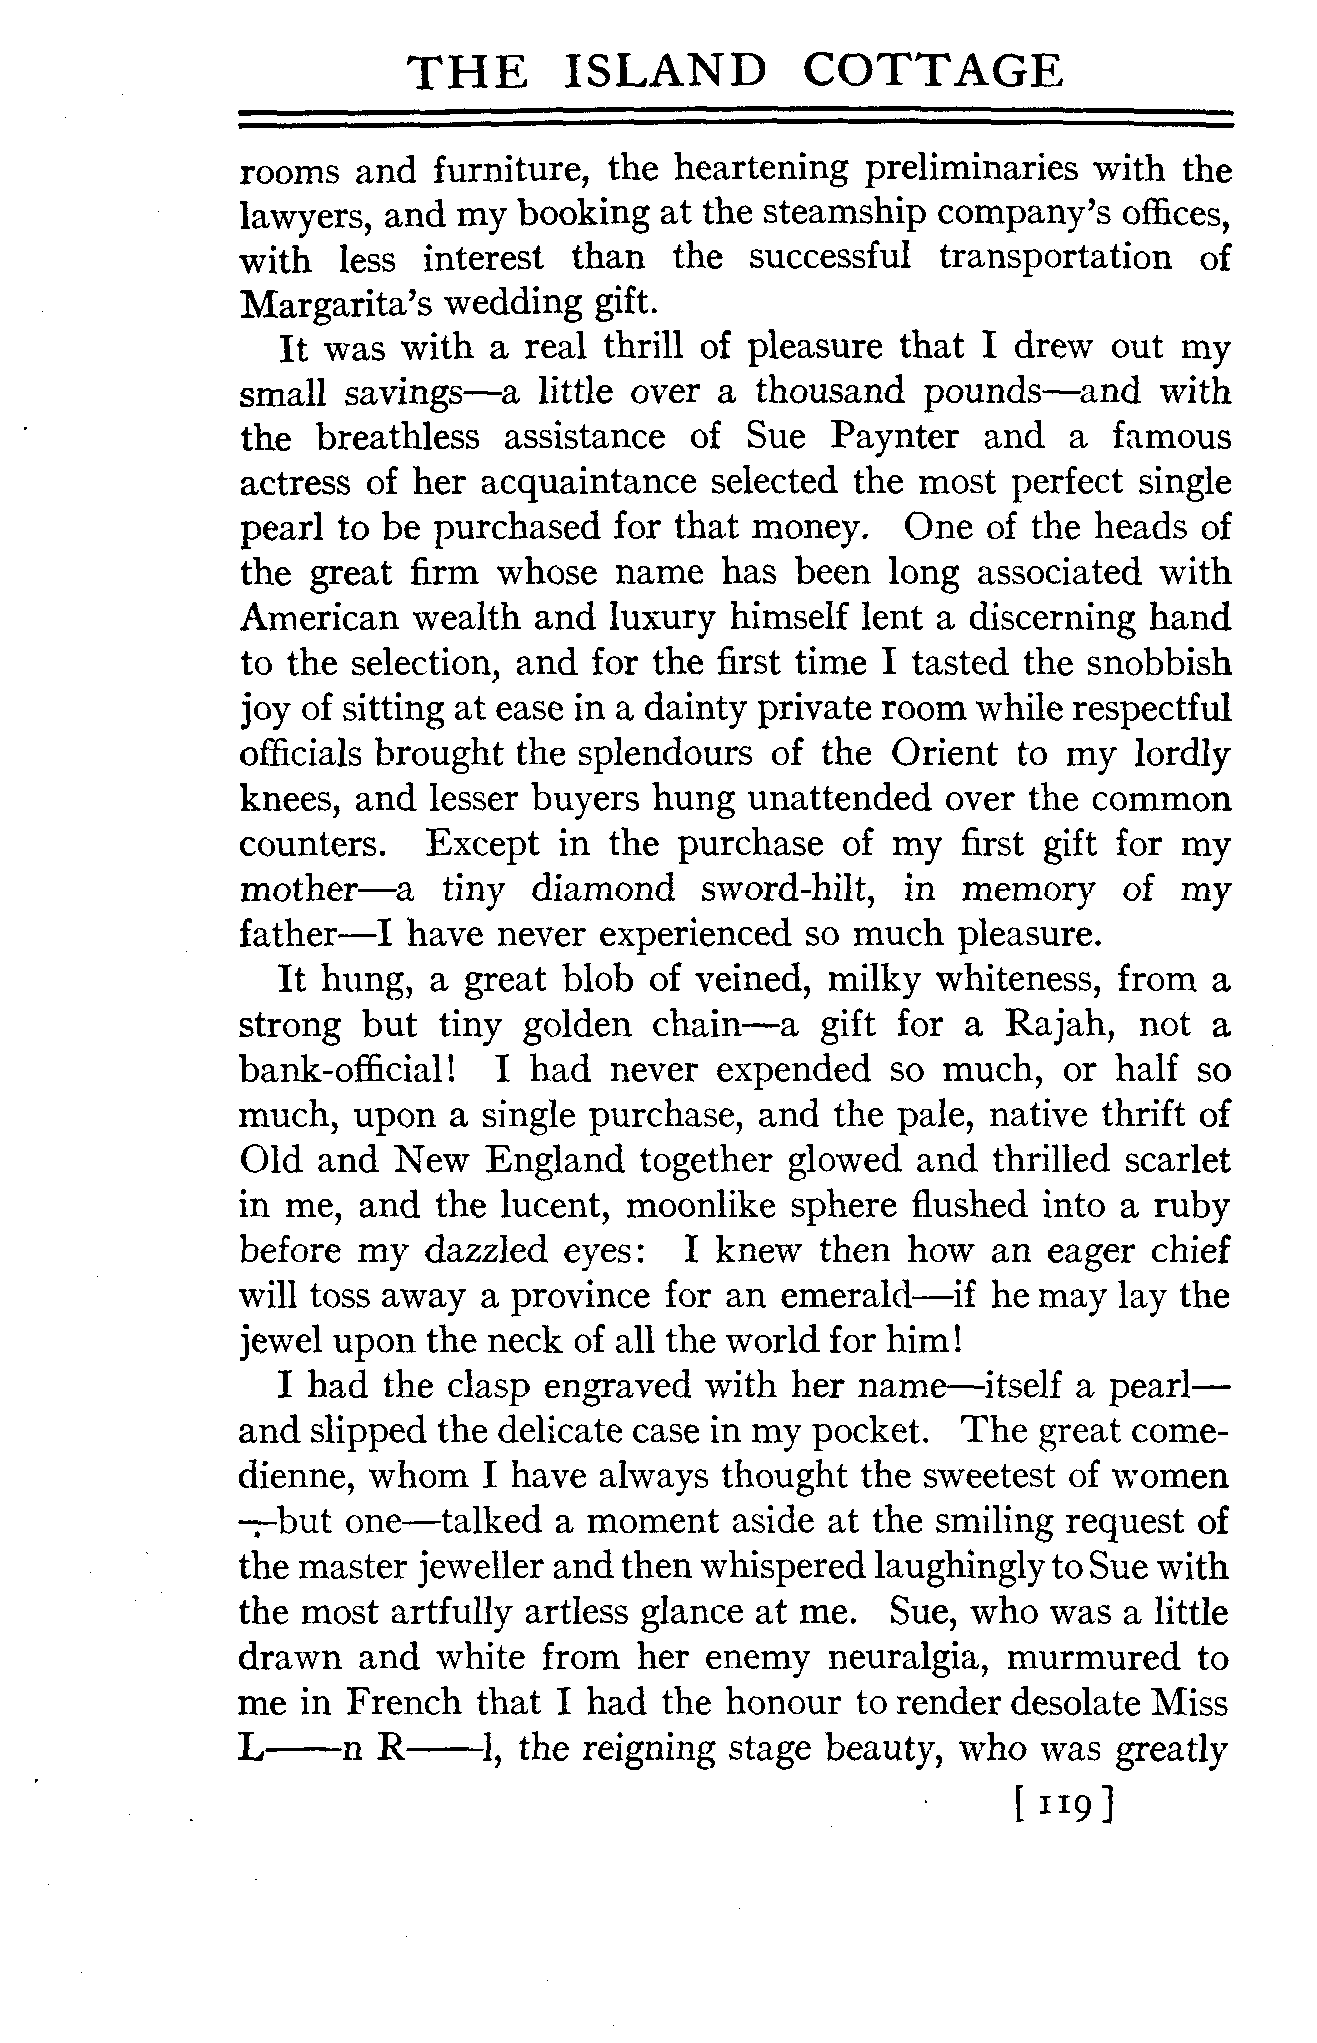 THE ISLAND COTTAGE
rooms and furniture, the heartening preliminaries with the
lawyers, and my booking at the steamship company's offices,
with less interest than the successful transportation of
Margarita's wedding gift.
It was with a real thrill of pleasure that I drew out my
small savings—a little over a thousand pounds—and with
the breathless assistance of Sue Paynter and a famous
actress of her acquaintance selected the most perfect single
pearl to be purchased for that money. One of the heads of
the great firm whose name has been long associated with
American wealth and luxury himself lent a discerning hand
to the selection, and for the first time I tasted the snobbish
joy of sitting at ease in a dainty private room while respectful
officials brought the splendours of the Orient to my lordly
knees, and lesser buyers hung unattended over the common
counters. Except in the purchase of my first gift for my
mother—a tiny diamond sword-hilt, in memory of my
father—I have never experienced so much pleasure.
It hung, a great blob of veined, milky whiteness, from a
strong but tiny golden chain—a gift for a Rajah, not a
bank-official! I had never expended so much, or half so
much, upon a single purchase, and the pale, native thrift of
Old and New England together glowed and thrilled scarlet
in me, and the lucent, moonlike sphere flushed into a ruby
before my dazzled eyes: I knew then how an eager chief
will toss away a province for an emerald—if he may lay the
jewel upon the neck of all the world for him!
I had the clasp engraved with her name—itself a pearl—
and slipped the delicate case in my pocket. The great come-
dienne, whom I have always thought the sweetest of women
—but one—talked a moment aside at the smiling request of
the master jeweller and then whispered laughingly to Sue with
the most artfully artless glance at me. Sue, who was a little
drawn and white from her enemy neuralgia, murmured to
me in French that I had the honour to render desolate Miss
L——n R——l, the reigning stage beauty, who was greatly
[ 119 ]